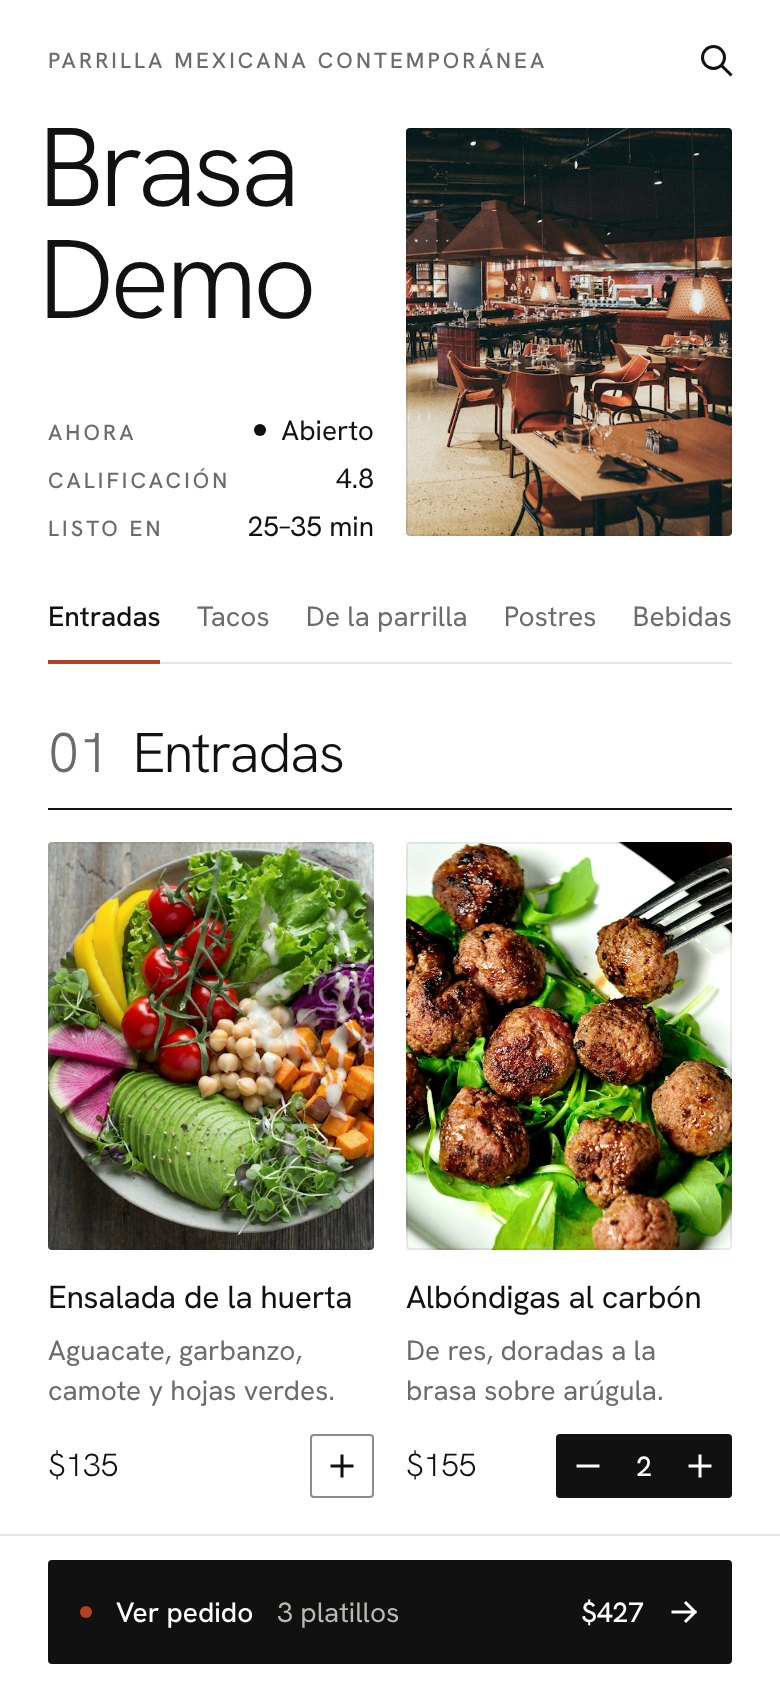 PARRILLA MEXICANA CONTEMPORÁNEA
Brasa
Demo
AHORA Abierto
CALIFICACIÓN 4.8
LISTO EN 25–35 min
Entradas Tacos De la parrilla Postres Bebidas
01 Entradas
Ensalada de la huerta
Aguacate, garbanzo,
camote y hojas verdes.
$135 +
Albóndigas al carbón
De res, doradas a la
brasa sobre arúgula.
$155 − 2 +
Ver pedido 3 platillos $427 →